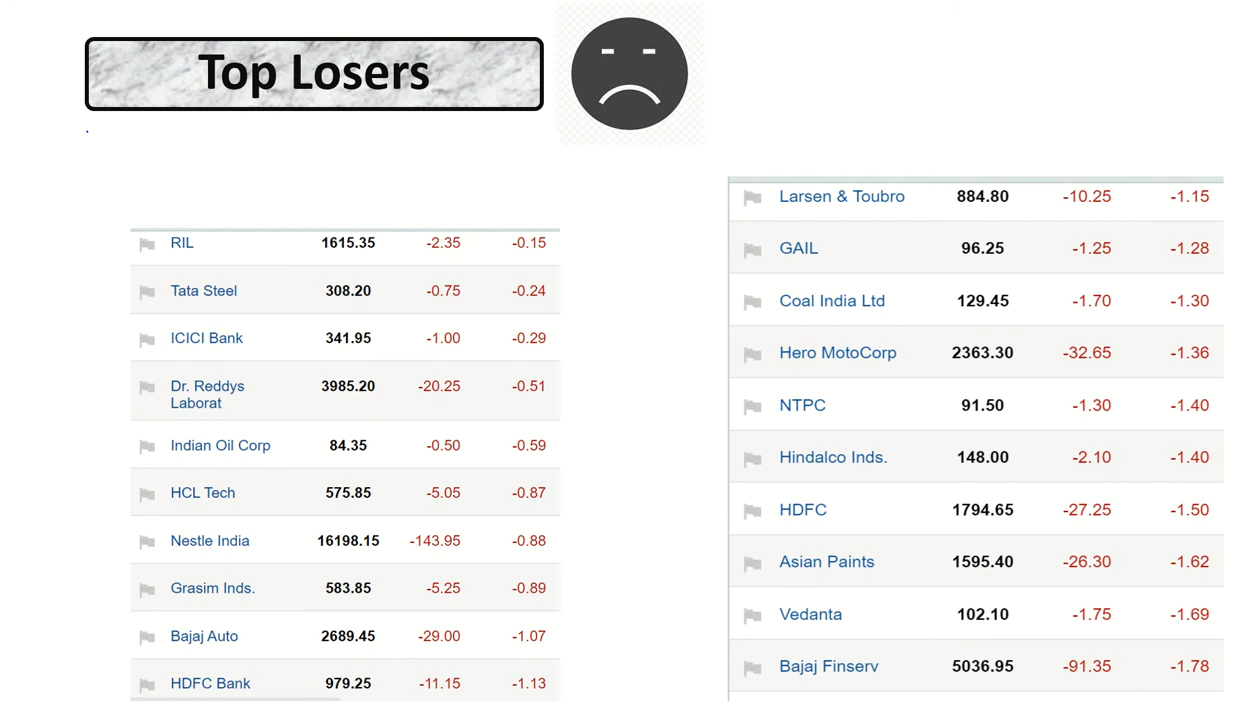 Top Losers
RIL 1615.35 -2.35 -0.15
Tata Steel 308.20 -0.75 -0.24
ICICI Bank 341.95 -1.00 -0.29
Dr. Reddys 3985.20 -20.25 -0.51
Laborat
Indian Oil Corp 84.35 -0.50 -0.59
HCL Tech 575.85 -5.05 -0.87
Nestle India 16198.15 -143.95 -0.88
Grasim Inds. 583.85 -5.25 -0.89
Bajaj Auto 2689.45 -29.00 -1.07
HDFC Bank 979.25 -11.15 -1.13
Larsen & Toubro 884.80 -10.25 -1.15
GAIL 96.25 -1.25 -1.28
Coal India Ltd 129.45 -1.70 -1.30
Hero MotoCorp 2363.30 -32.65 -1.36
NTPC 91.50 -1.30 -1.40
Hindalco Inds. 148.00 -2.10 -1.40
HDFC 1794.65 -27.25 -1.50
Asian Paints 1595.40 -26.30 -1.62
Vedanta 102.10 -1.75 -1.69
Bajaj Finserv 5036.95 -91.35 -1.78